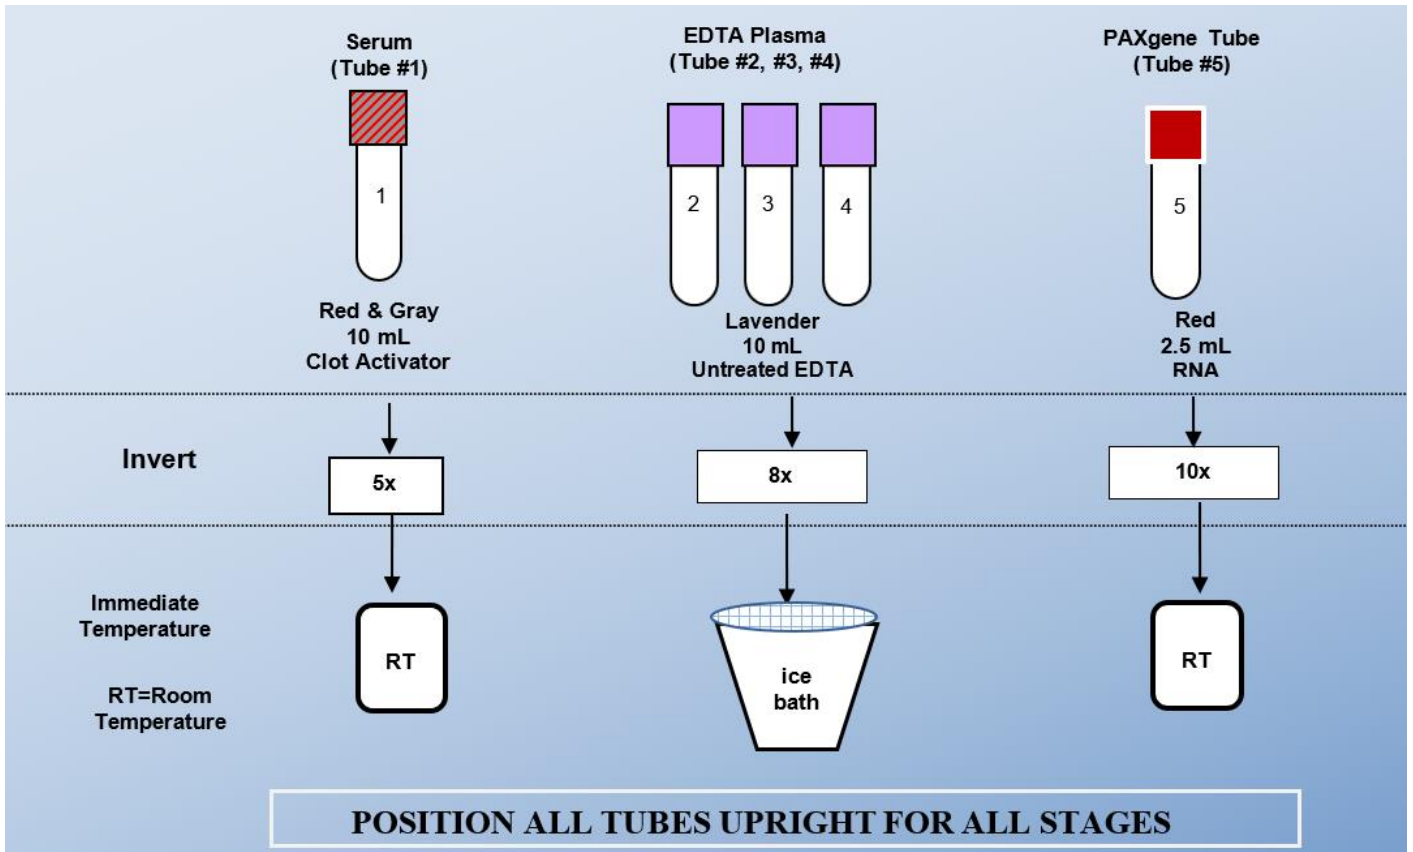 Serum
(Tube #1)
EDTA Plasma
(Tube #2, #3, #4)
PAXgene Tube
(Tube #5)
1
2
3
4
5
Red & Gray
10 mL
Clot Activator
Lavender
10 mL
Untreated EDTA
Red
2.5 mL
RNA
Invert
5x
8x
10x
Immediate
Temperature
RT=Room
Temperature
RT
ice
bath
RT
POSITION ALL TUBES UPRIGHT FOR ALL STAGES